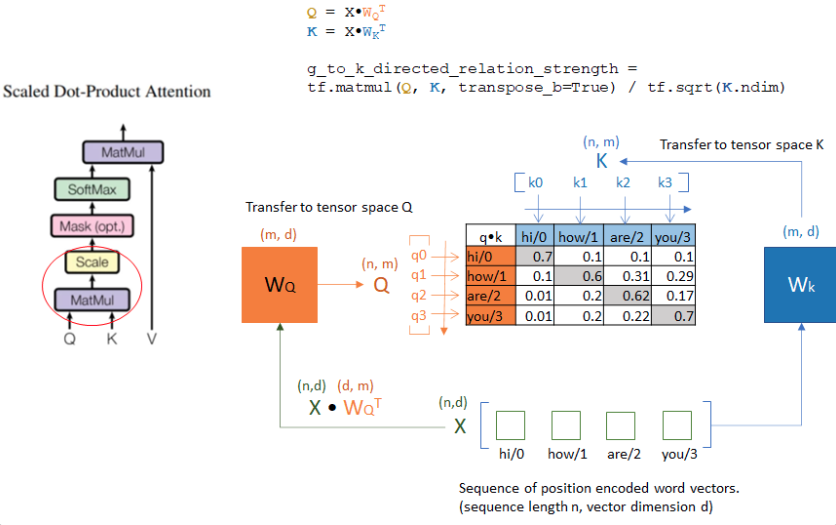 Q = X•WQT
K = X•WKT
g_to_k_directed_relation_strength =
tf.matmul(Q, K, transpose_b=True) / tf.sqrt(K.ndim)
Scaled Dot-Product Attention
MatMul
SoftMax
Mask (opt.)
Scale
MatMul
Q K V
Transfer to tensor space Q
(m, d)
WQ
(n, m)
Q
(n, m)
K
Transfer to tensor space K
[ k0 k1 k2 k3 ]
q0
q1
q2
q3
q•k hi/0 how/1 are/2 you/3
hi/0 0.7 0.1 0.1 0.1
how/1 0.1 0.6 0.31 0.29
are/2 0.01 0.2 0.62 0.17
you/3 0.01 0.2 0.22 0.7
(m, d)
Wk
(n,d) (d, m)
X • WQT
(n,d)
X
hi/0 how/1 are/2 you/3
Sequence of position encoded word vectors.
(sequence length n, vector dimension d)